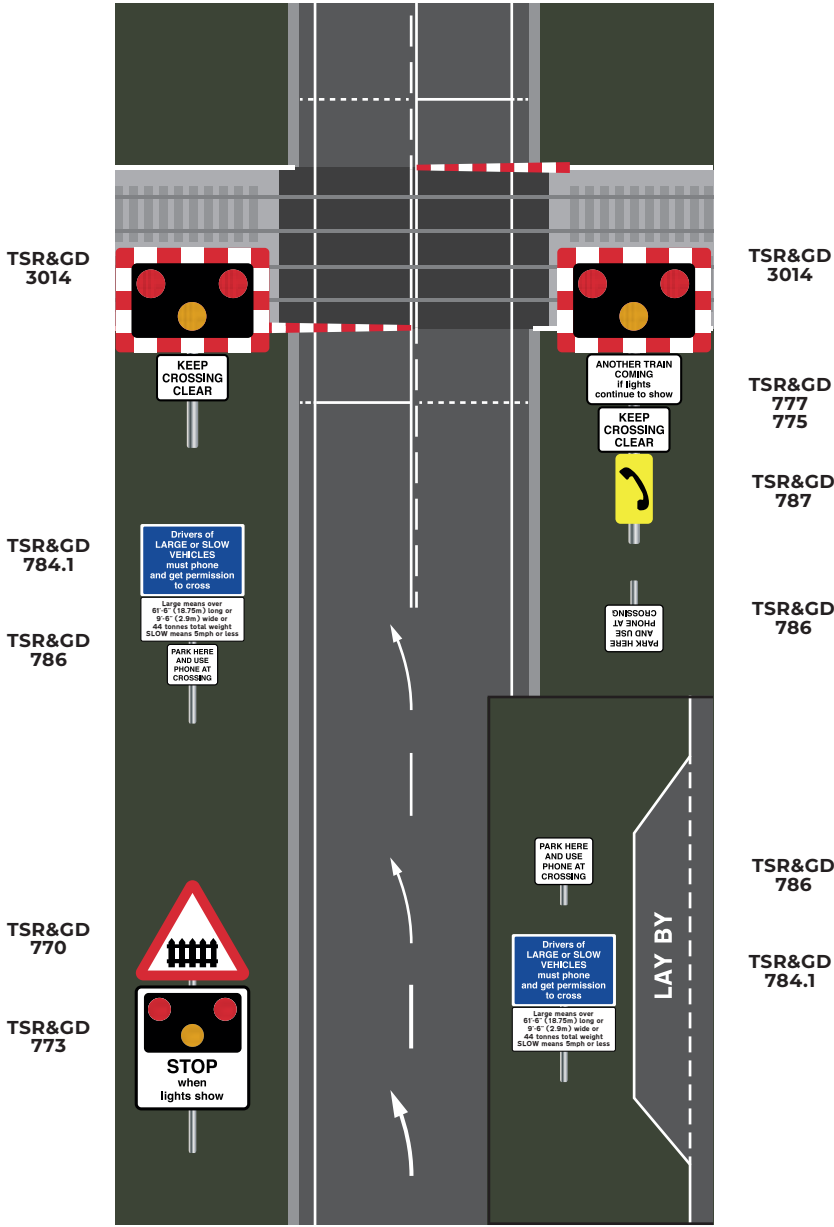 TSR&GD
3014
KEEP
CROSSING
CLEAR
TSR&GD
3014
ANOTHER TRAIN
COMING
if lights
continue to show
KEEP
CROSSING
CLEAR
TSR&GD
777
775
TSR&GD
787
TSR&GD
784.1
Drivers of
LARGE or SLOW
VEHICLES
must phone
and get permission
to cross
Large means over
61'-6" (18.75m) long or
9'-6" (2.9m) wide or
44 tonnes total weight
SLOW means 5mph or less
TSR&GD
786
PARK HERE
AND USE
PHONE AT
CROSSING
PARK HERE
AND USE
PHONE AT
CROSSING
TSR&GD
786
PARK HERE
AND USE
PHONE AT
CROSSING
TSR&GD
786
TSR&GD
770
Drivers of
LARGE or SLOW
VEHICLES
must phone
and get permission
to cross
Large means over
61'-6" (18.75m) long or
9'-6" (2.9m) wide or
44 tonnes total weight
SLOW means 5mph or less
LAY BY
TSR&GD
784.1
TSR&GD
773
STOP
when
lights show